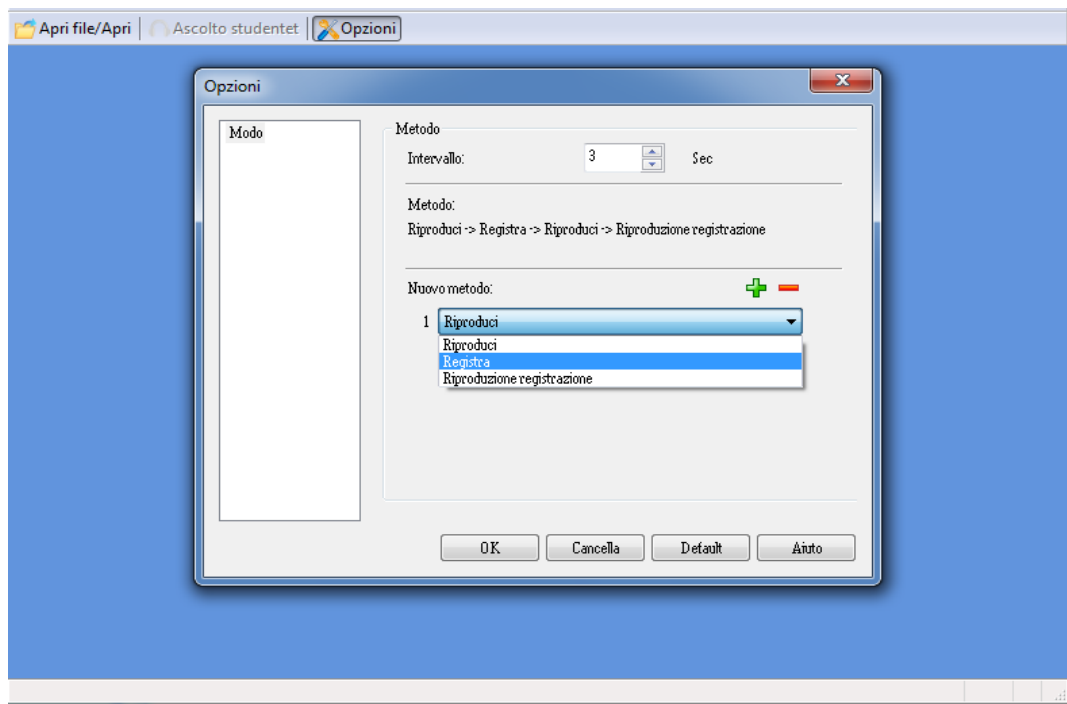 Apri file/Apri Ascolto studentet Opzioni
Opzioni
Modo
Metodo
Intervallo: 3 Sec
Metodo:
Riproduci -> Registra -> Riproduci -> Riproduzione registrazione
Nuovo metodo:
1 Riproduci
Riproduci
Registra
Riproduzione registrazione
OK Cancella Default Aiuto